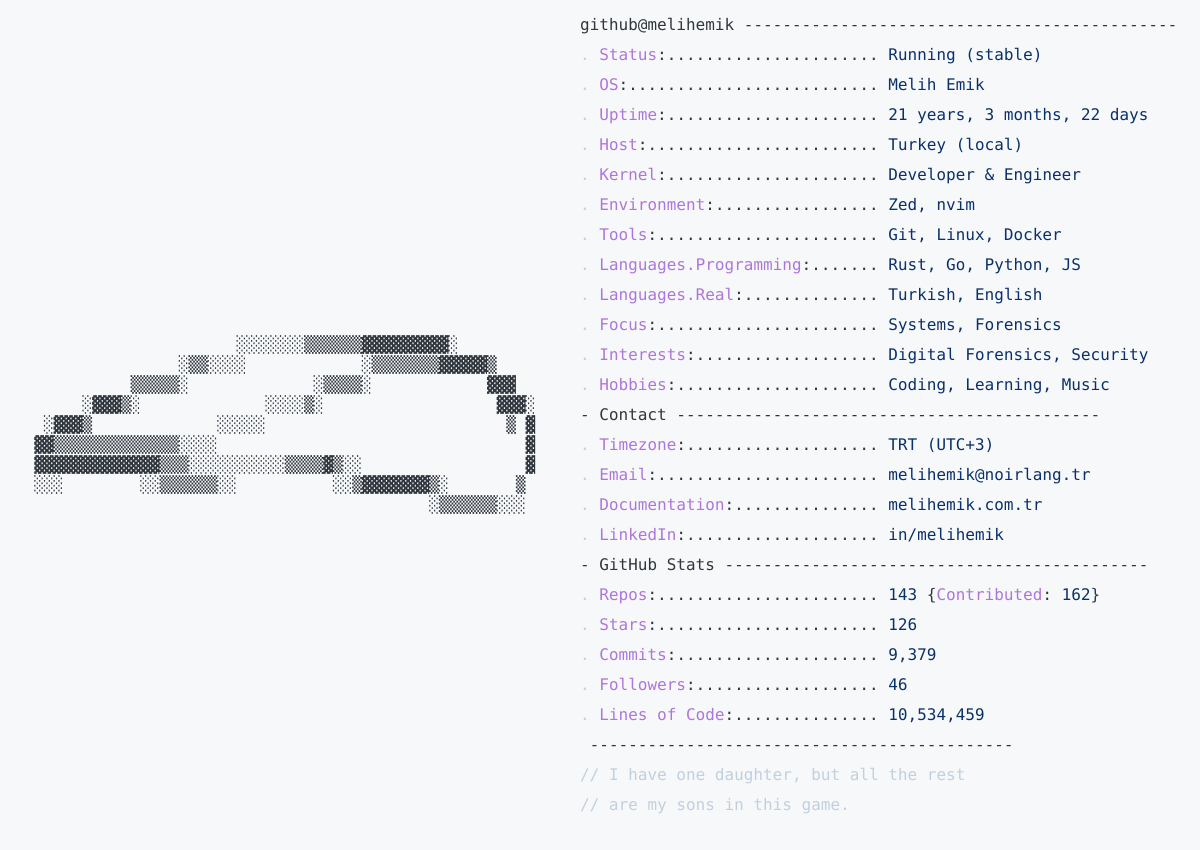 github@melihemik ---------------------------------------------
. Status:...................... Running (stable)
. OS:.......................... Melih Emik
. Uptime:...................... 21 years, 3 months, 22 days
. Host:........................ Turkey (local)
. Kernel:...................... Developer & Engineer
. Environment:................. Zed, nvim
. Tools:....................... Git, Linux, Docker
. Languages.Programming:....... Rust, Go, Python, JS
. Languages.Real:.............. Turkish, English
. Focus:....................... Systems, Forensics
. Interests:................... Digital Forensics, Security
. Hobbies:..................... Coding, Learning, Music
- Contact --------------------------------------------
. Timezone:.................... TRT (UTC+3)
. Email:....................... melihemik@noirlang.tr
. Documentation:............... melihemik.com.tr
. LinkedIn:.................... in/melihemik
- GitHub Stats --------------------------------------------
. Repos:....................... 143 {Contributed: 162}
. Stars:....................... 126
. Commits:..................... 9,379
. Followers:................... 46
. Lines of Code:............... 10,534,459
--------------------------------------------
// I have one daughter, but all the rest
// are my sons in this game.